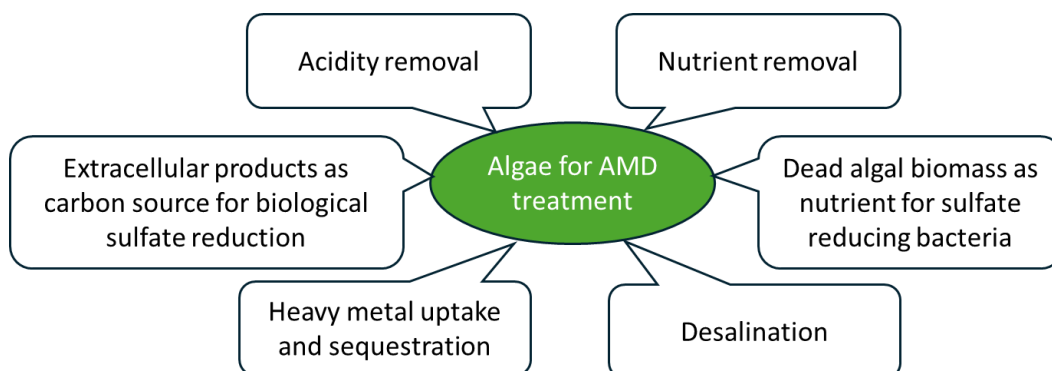 Acidity removal
Nutrient removal
Extracellular products as
carbon source for biological
sulfate reduction
Algae for AMD
treatment
Dead algal biomass as
nutrient for sulfate
reducing bacteria
Heavy metal uptake
and sequestration
Desalination